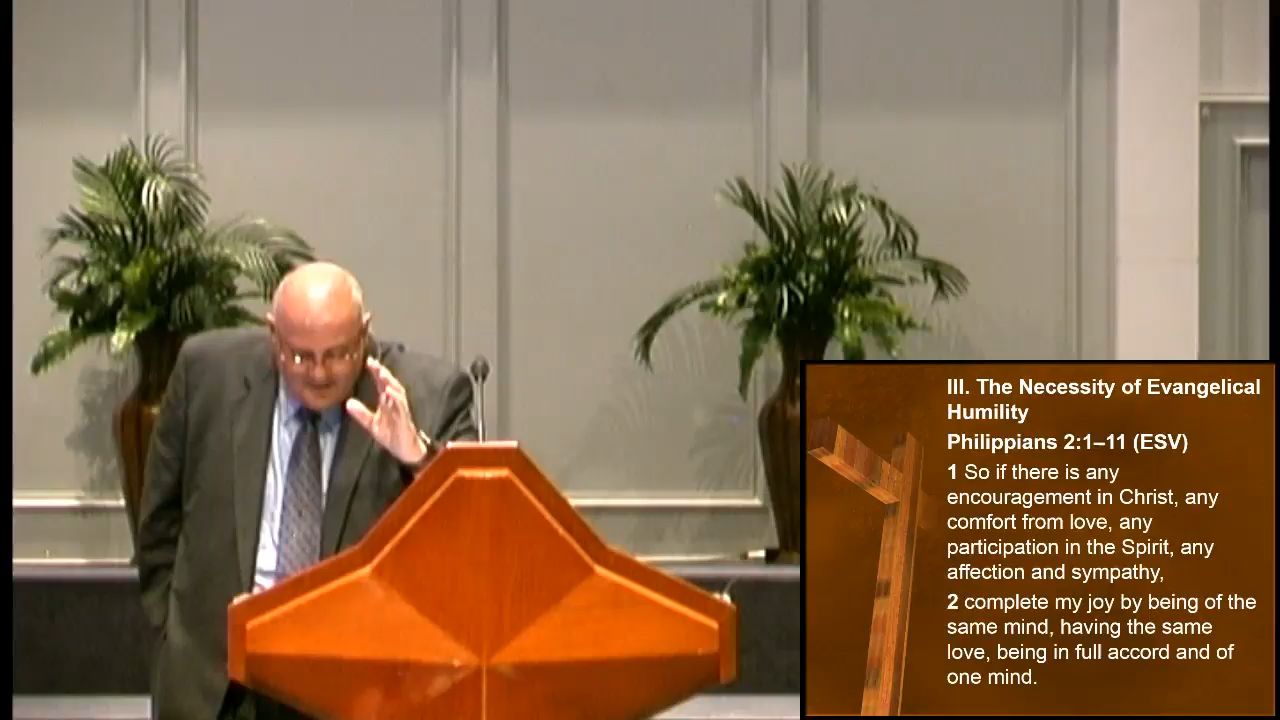 III. The Necessity of Evangelical
Humility
Philippians 2:1–11 (ESV)
1 So if there is any
encouragement in Christ, any
comfort from love, any
participation in the Spirit, any
affection and sympathy,
2 complete my joy by being of the
same mind, having the same
love, being in full accord and of
one mind.